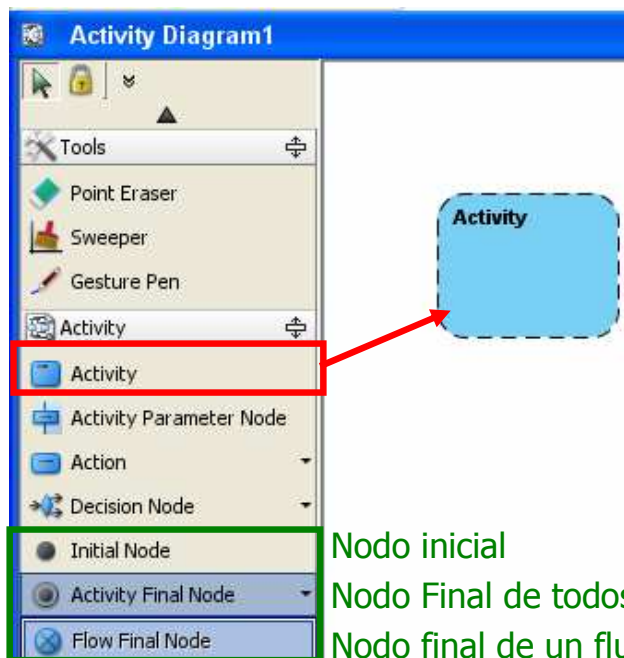 Activity Diagram1
Tools
Point Eraser
Sweeper
Gesture Pen
Activity
Activity
Activity
Activity Parameter Node
Action
Decision Node
Initial Node
Nodo inicial
Activity Final Node
Nodo Final de todos
Flow Final Node
Nodo final de un flu